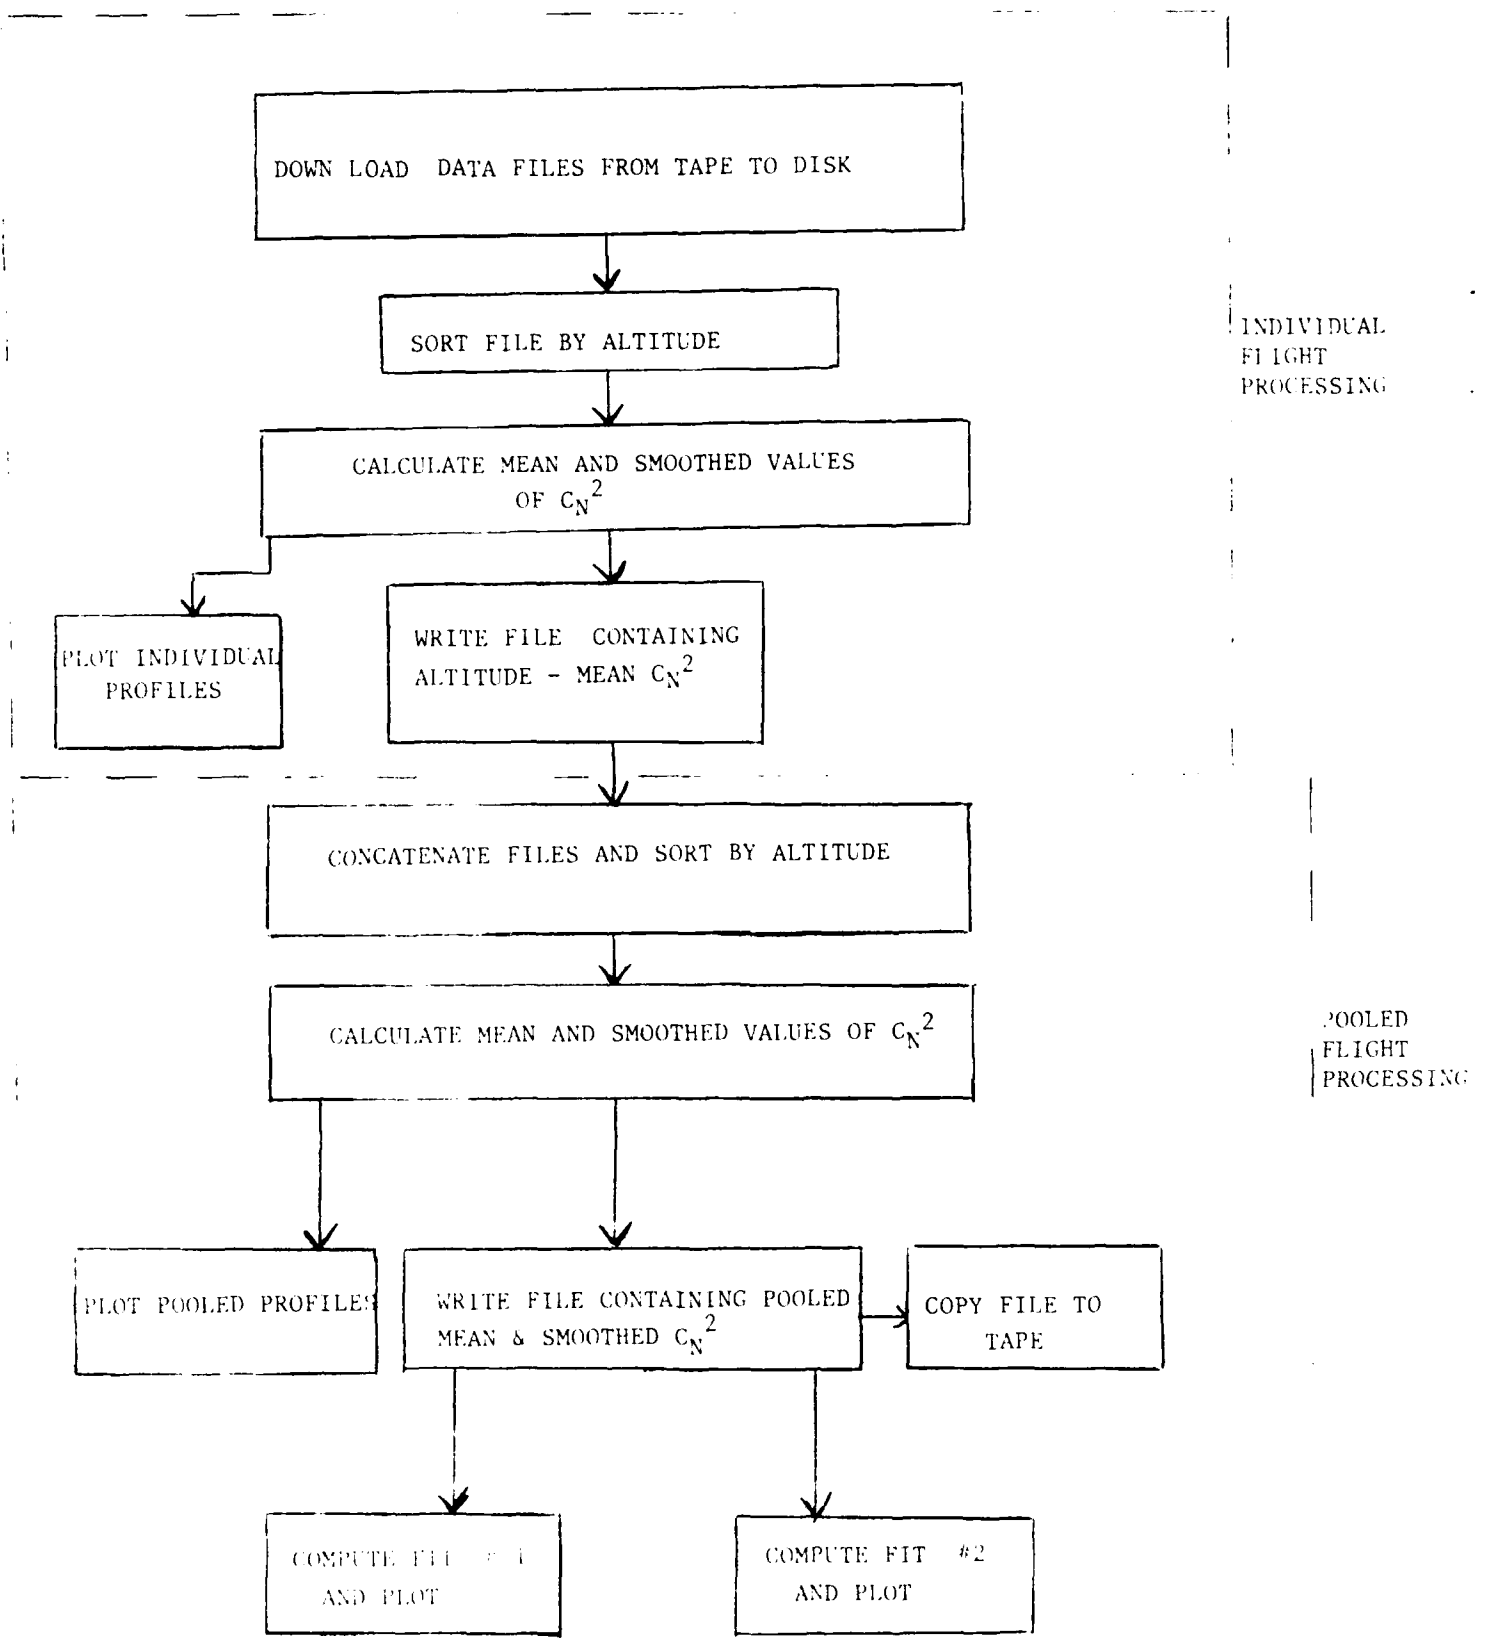 DOWN LOAD DATA FILES FROM TAPE TO DISK
SORT FILE BY ALTITUDE
INDIVIDUAL
FLIGHT
PROCESSING
CALCULATE MEAN AND SMOOTHED VALUES
OF C_N^2
PLOT INDIVIDUAL
PROFILES
WRITE FILE CONTAINING
ALTITUDE - MEAN C_N^2
CONCATENATE FILES AND SORT BY ALTITUDE
CALCULATE MEAN AND SMOOTHED VALUES OF C_N^2
POOLED
FLIGHT
PROCESSING
PLOT POOLED PROFILES
WRITE FILE CONTAINING POOLED
MEAN & SMOOTHED C_N^2
COPY FILE TO
TAPE
COMPUTE FIT # 1
AND PLOT
COMPUTE FIT #2
AND PLOT